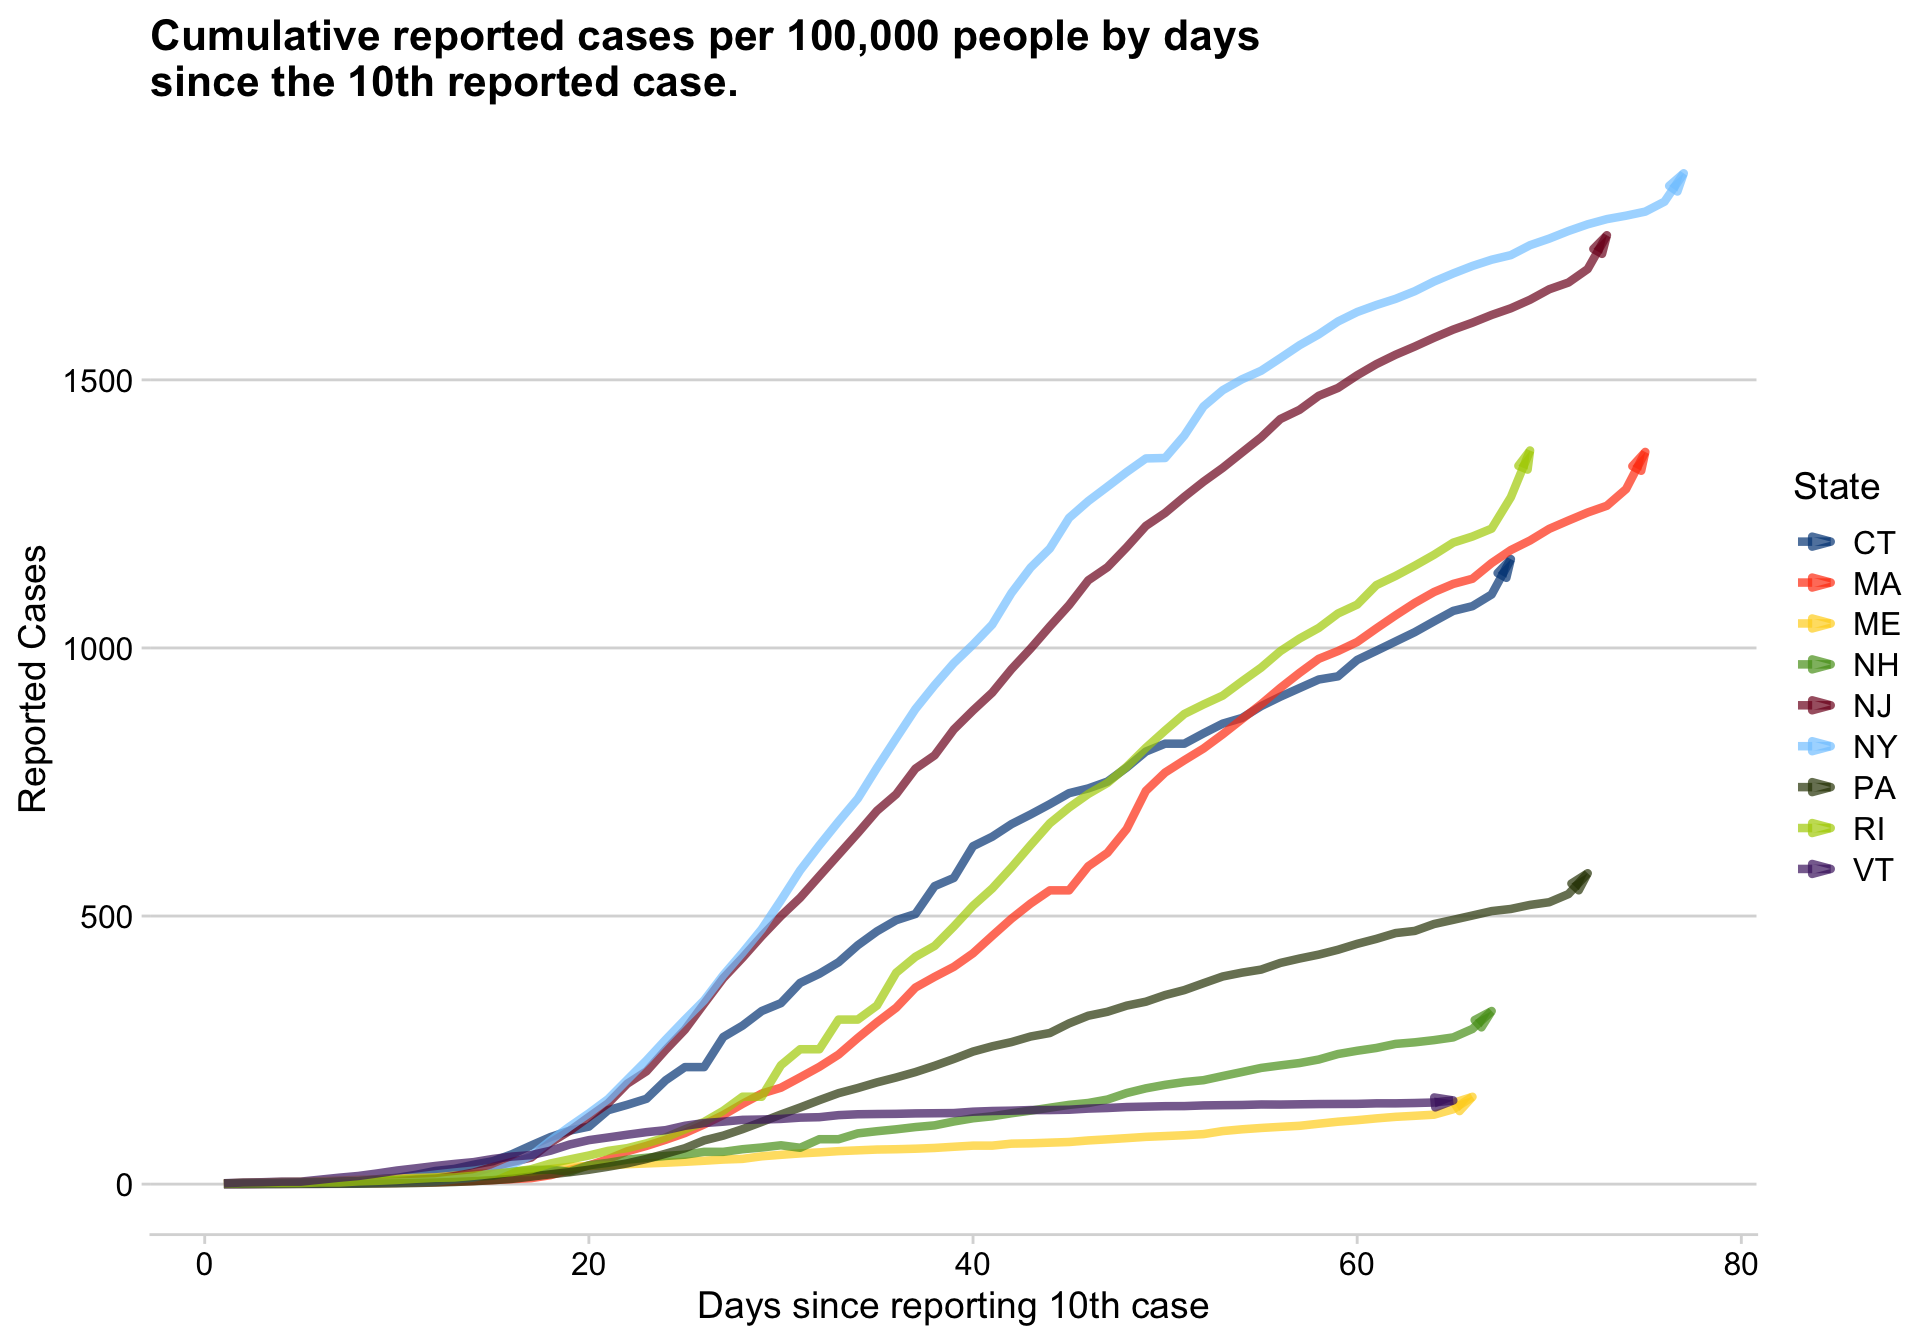 Cumulative reported cases per 100,000 people by days
since the 10th reported case.
Reported Cases
1500
1000
500
0
0 20 40 60 80
Days since reporting 10th case
State
CT
MA
ME
NH
NJ
NY
PA
RI
VT